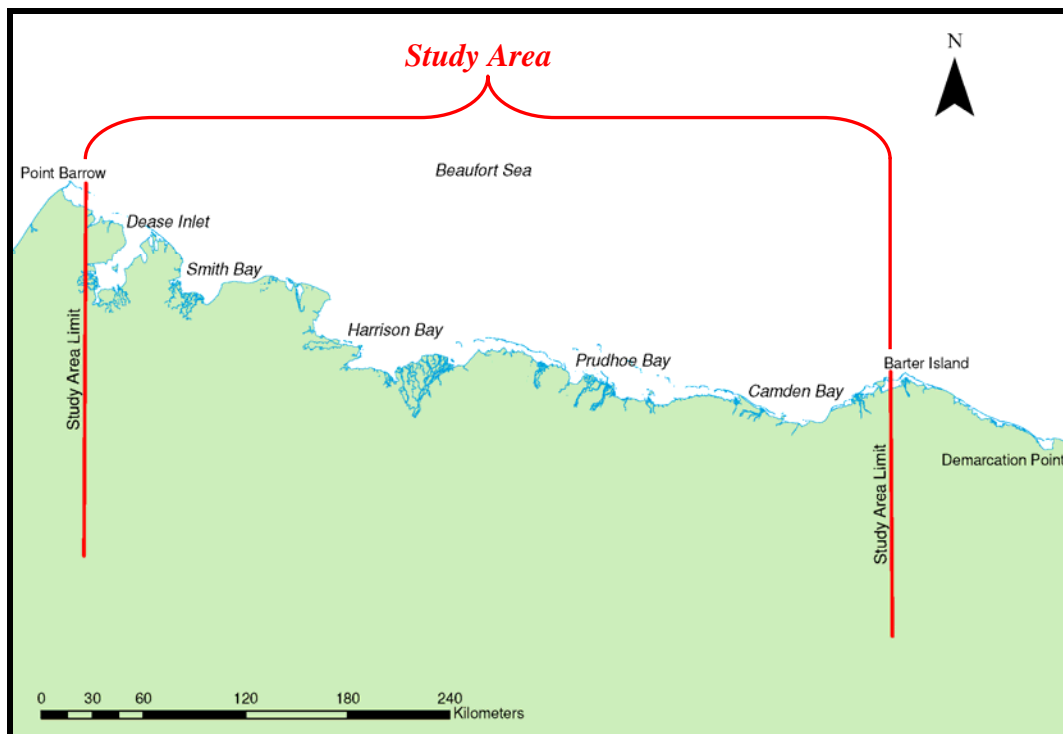 Study Area
N
Point Barrow
Beaufort Sea
Dease Inlet
Smith Bay
Harrison Bay
Prudhoe Bay
Barter Island
Camden Bay
Study Area Limit
Demarcation Point
Study Area Limit
0 30 60 120 180 240
Kilometers